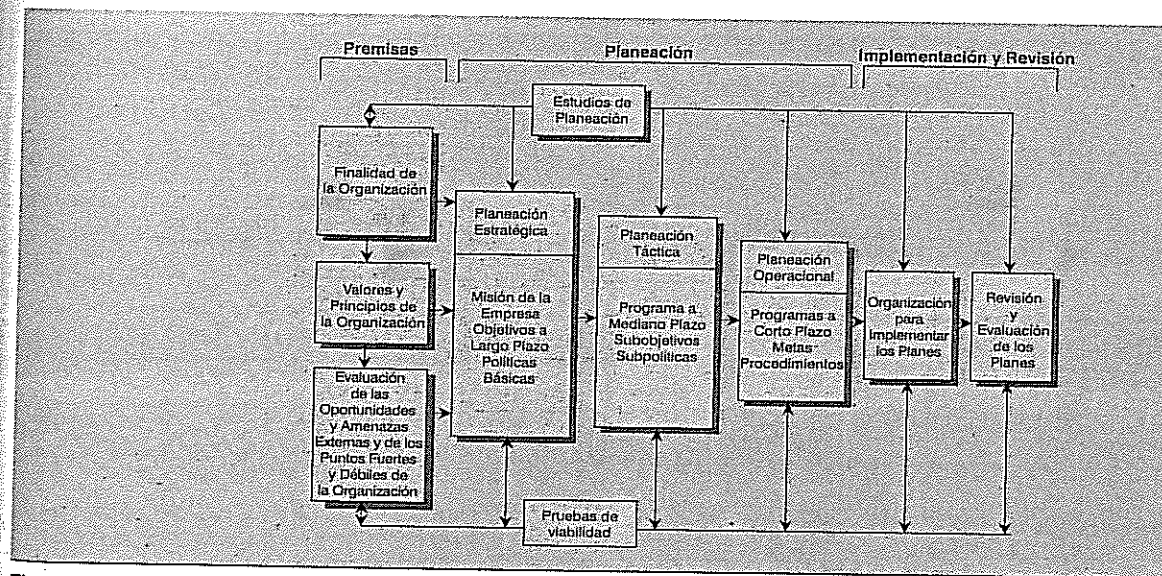 Premisas
Planeación
Implementación y Revisión
Estudios de
Planeación
Finalidad de
la Organización
Valores y
Principios de
la Organización
Evaluación
de las
Oportunidades
y Amenazas
Externas y de los
Puntos Fuertes
y Débiles de
la Organización
Planeación
Estratégica
Misión de la
Empresa
Objetivos a
Largo Plazo
Políticas
Básicas
Planeación
Táctica
Programa a
Mediano Plazo
Subobjetivos
Subpolíticas
Planeación
Operacional
Programas a
Corto Plazo
Metas
Procedimientos
Organización
para
Implementar
los Planes
Revisión
y
Evaluación
de los
Planes
Pruebas de
viabilidad